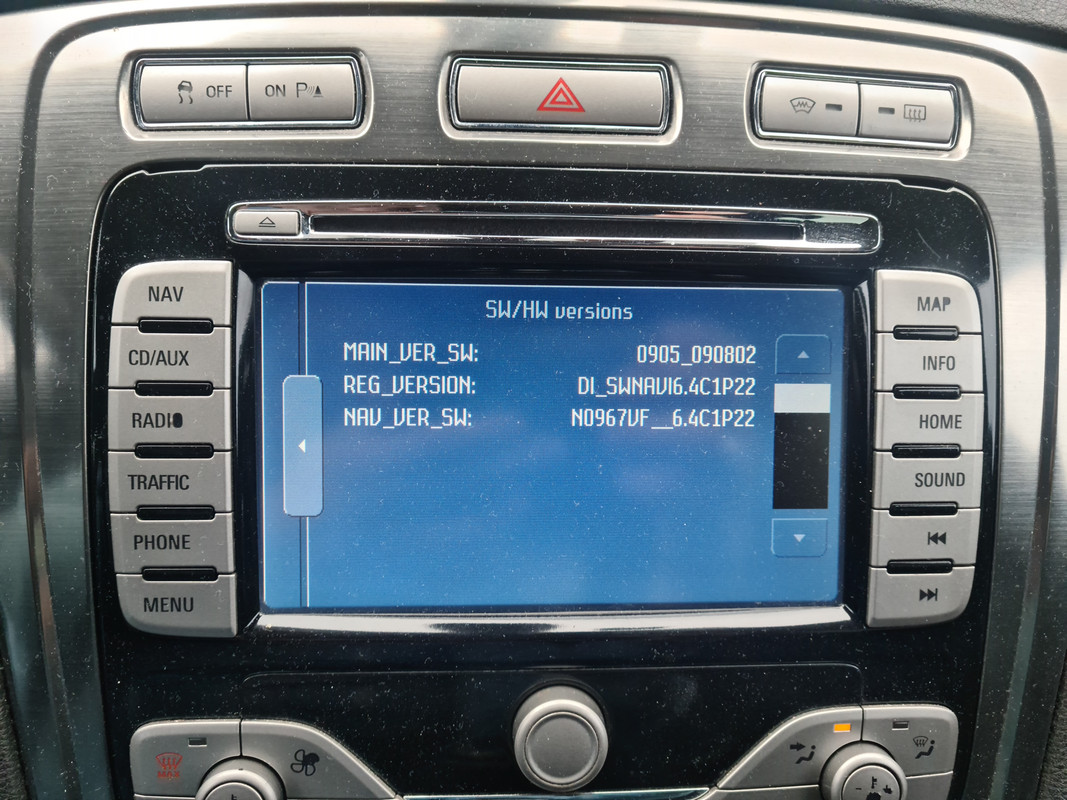 OFF ON P
SW/HW versions
MAIN_VER_SW: 0905_090802
REG_VERSION: DI_SWNAVI6.4C1P22
NAV_VER_SW: N0967VF__6.4C1P22
NAV
CD/AUX
RADIO
TRAFFIC
PHONE
MENU
MAP
INFO
HOME
SOUND
MAX